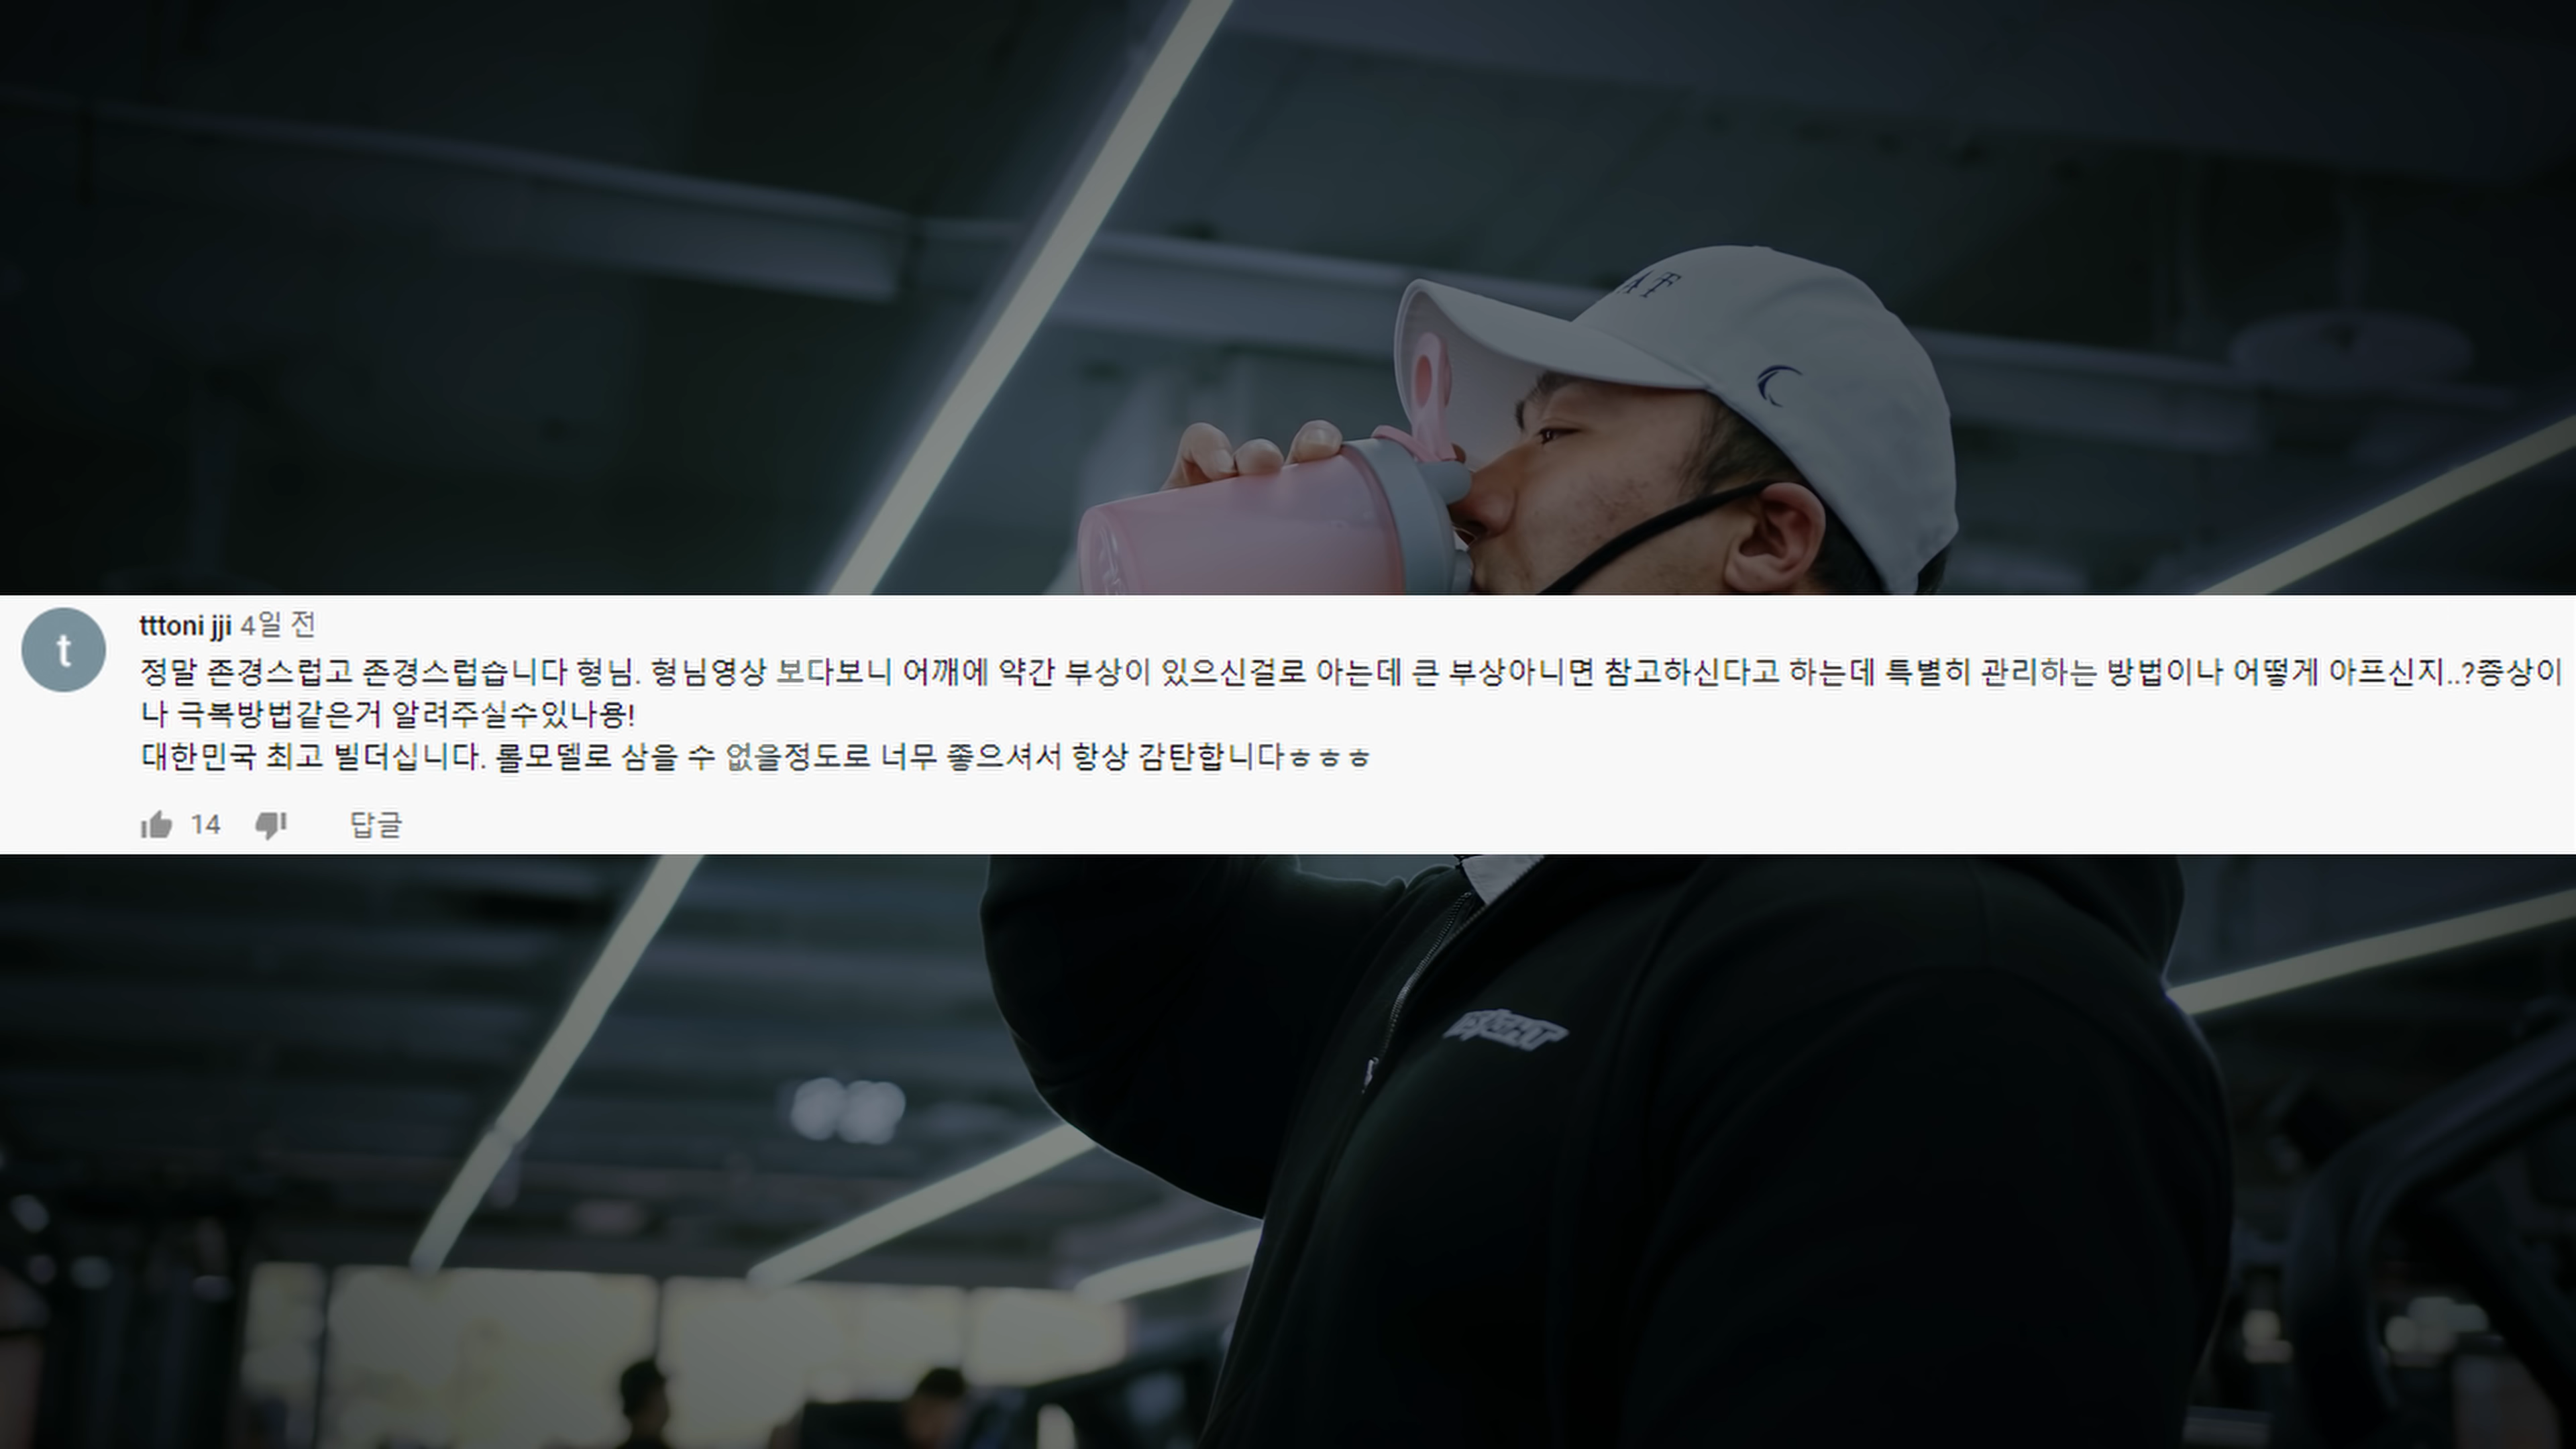 AF
t
tttoni jji 4일 전
정말 존경스럽고 존경스럽습니다 형님. 형님영상 보다보니 어깨에 약간 부상이 있으신걸로 아는데 큰 부상아니면 참고하신다고 하는데 특별히 관리하는 방법이나 어떻게 아프신지..?증상이
나 극복방법같은거 알려주실수있나용!
대한민국 최고 빌더십니다. 롤모델로 삼을 수 없을정도로 너무 좋으셔서 항상 감탄합니다ㅎㅎㅎ
14 답글